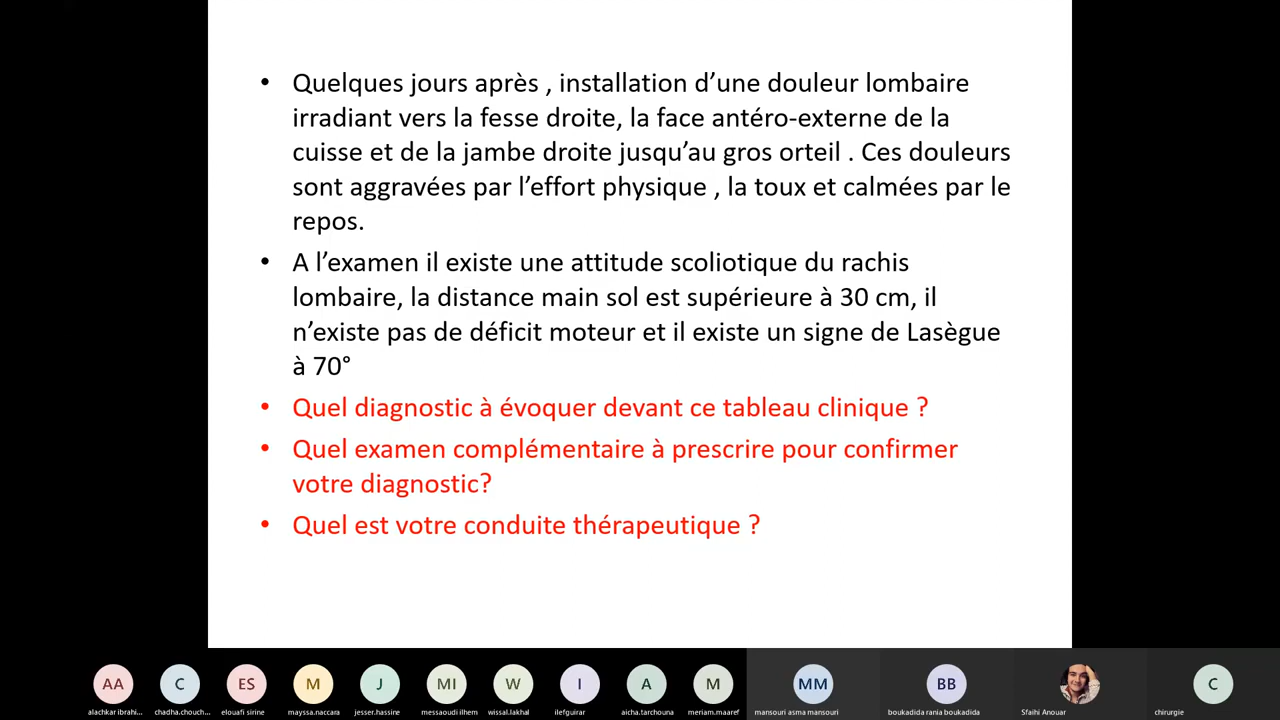 • Quelques jours après , installation d’une douleur lombaire
irradiant vers la fesse droite, la face antéro-externe de la
cuisse et de la jambe droite jusqu’au gros orteil . Ces douleurs
sont aggravées par l’effort physique , la toux et calmées par le
repos.
• A l’examen il existe une attitude scoliotique du rachis
lombaire, la distance main sol est supérieure à 30 cm, il
n’existe pas de déficit moteur et il existe un signe de Lasègue
à 70°
• Quel diagnostic à évoquer devant ce tableau clinique ?
• Quel examen complémentaire à prescrire pour confirmer
votre diagnostic?
• Quel est votre conduite thérapeutique ?
AA C ES M J MI W I A M MM BB C
alachkar ibrahi... chadha.chouch... elouafi sirine mayssa.naccara jesser.hassine messaoudi ilhem wissal.lakhal ilefguirar aicha.tarchouna meriam.maaref mansouri asma mansouri boukadida rania boukadida Sfaihi Anouar chirurgie